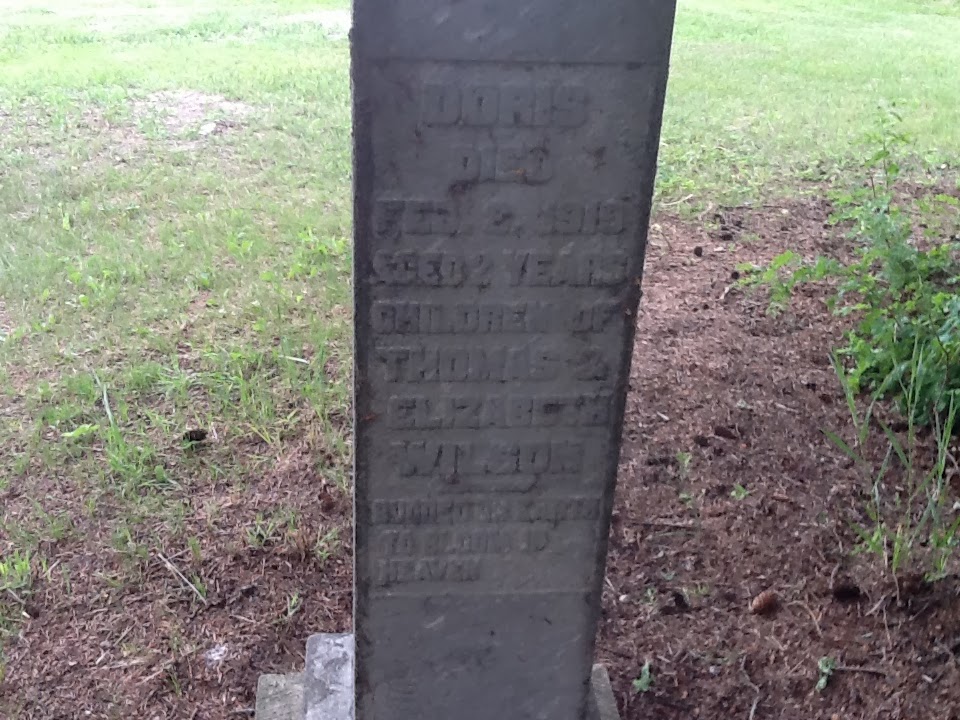 DORIS
DIED
FEB. 2, 1919
AGED 2 YEARS
CHILDREN OF
THOMAS &
ELIZABETH
WILSON
BUDDED ON EARTH
TO BLOOM IN
HEAVEN